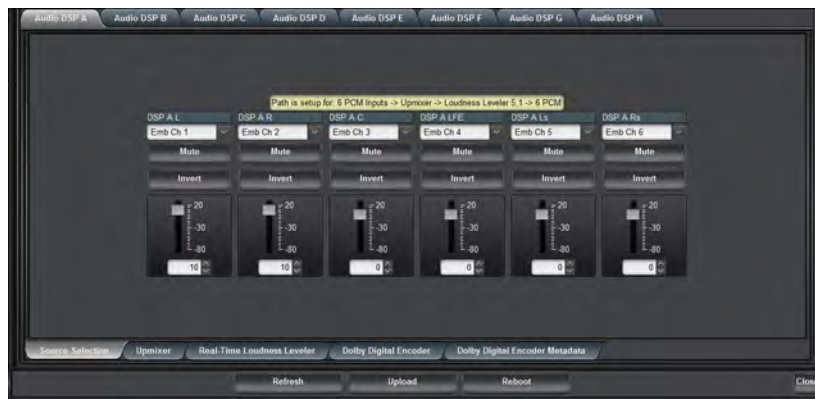 Audio DSP A Audio DSP B Audio DSP C Audio DSP D Audio DSP E Audio DSP F Audio DSP G Audio DSP H
Path is setup for: 6 PCM Inputs -> Upmixer -> Loudness Leveler 5.1 -> 6 PCM
DSP A L DSP A R DSP A C DSP A LFE DSP A Ls DSP A Rs
Emb Ch 1 Emb Ch 2 Emb Ch 3 Emb Ch 4 Emb Ch 5 Emb Ch 6
Mute Mute Mute Mute Mute Mute
Invert Invert Invert Invert Invert Invert
20 20 20 20 20 20
-30 -30 -30 -30 -30 -30
-80 -80 -80 -80 -80 -80
10 10 0 0 0 0
Source Selection Upmixer Real-Time Loudness Leveler Dolby Digital Encoder Dolby Digital Encoder Metadata
Refresh Upload Reboot Close